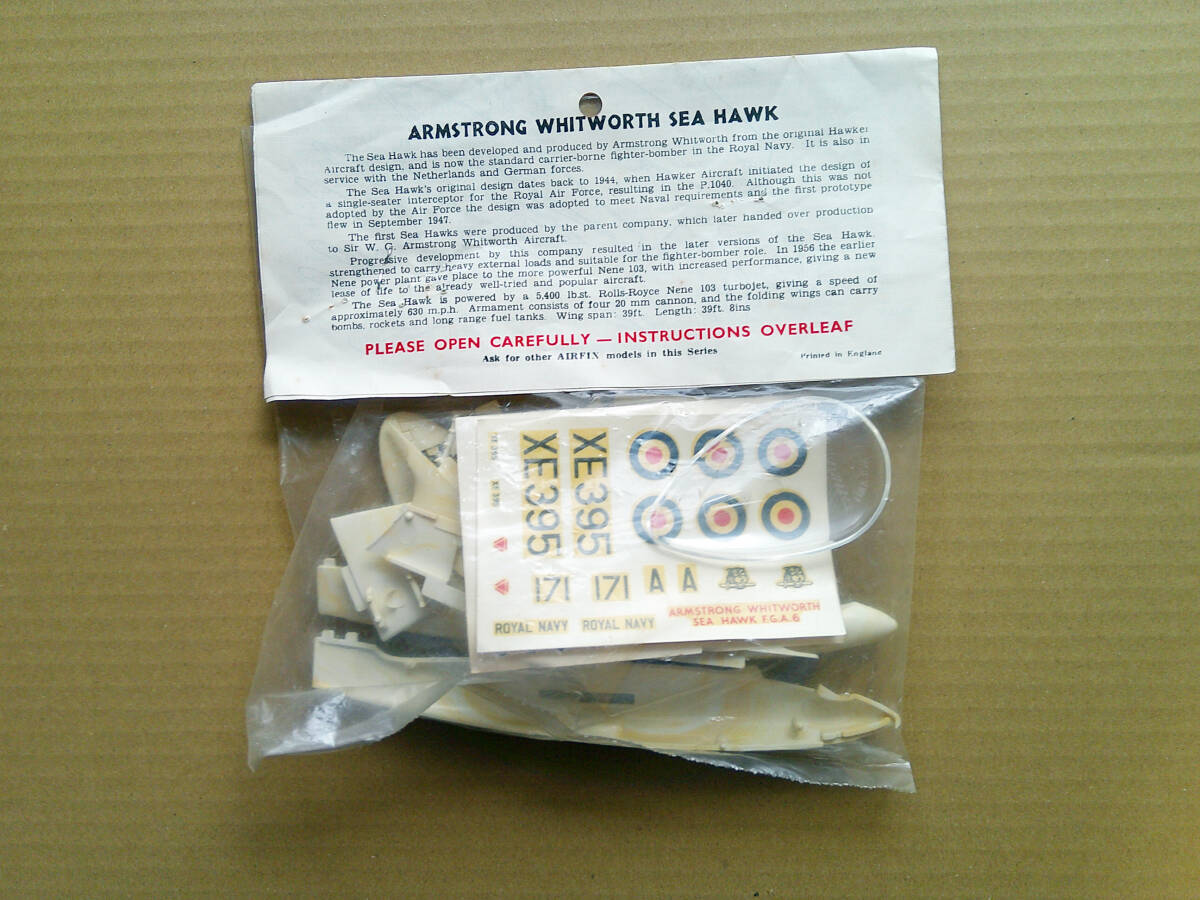 ARMSTRONG WHITWORTH SEA HAWK
The Sea Hawk has been developed and produced by Armstrong Whitworth from the original Hawker
Aircraft design, and is now the standard carrier-borne fighter-bomber in the Royal Navy. It is also in
service with the Netherlands and German forces.
The Sea Hawk's original design dates back to 1944, when Hawker Aircraft initiated the design of
a single-seater interceptor for the Royal Air Force, resulting in the P.1040. Although this was not
adopted by the Air Force the design was adopted to meet Naval requirements and the first prototype
flew in September 1947.
The first Sea Hawks were produced by the parent company, which later handed over production
to Sir W. G. Armstrong Whitworth Aircraft.
Progressive development by this company resulted in the later versions of the Sea Hawk
strengthened to carry heavy external loads and suitable for the fighter-bomber role. In 1956 the earlier
Nene power plant gave place to the more powerful Nene 103, with increased performance, giving a new
lease of life to the already well-tried and popular aircraft.
The Sea Hawk is powered by a 5,400 lb.st. Rolls-Royce Nene 103 turbojet, giving a speed of
approximately 630 m.p.h. Armament consists of four 20 mm cannon, and the folding wings can carry
bombs, rockets and long range fuel tanks. Wing span: 39ft. Length: 39ft. 8ins
PLEASE OPEN CAREFULLY — INSTRUCTIONS OVERLEAF
Ask for other AIRFIX models in this Series
Printed in England
XE 395
XE 395
XE395
XE395
171
171
A
A
ROYAL NAVY
ROYAL NAVY
ARMSTRONG WHITWORTH
SEA HAWK F.G.A.6